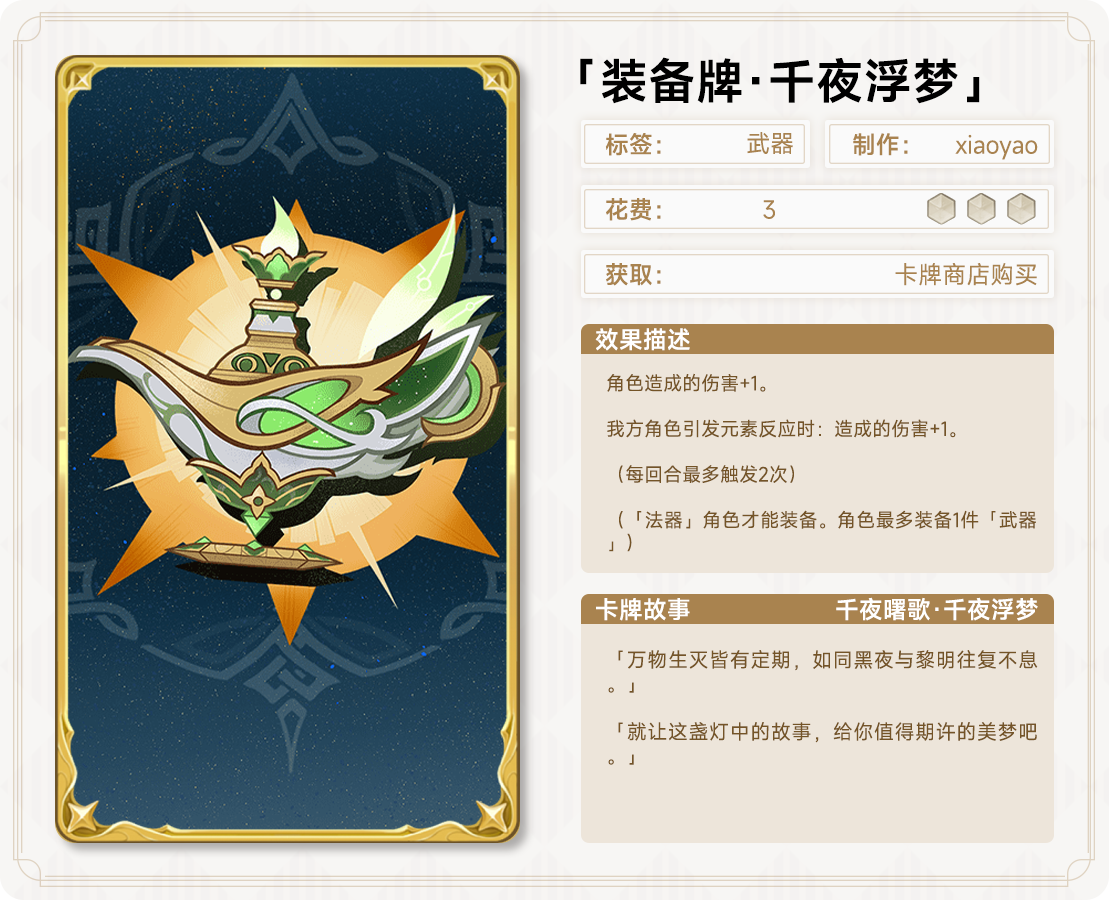 「装备牌·千夜浮梦」
标签： 武器
制作： xiaoyao
花费： 3
获取： 卡牌商店购买
效果描述
角色造成的伤害+1。
我方角色引发元素反应时：造成的伤害+1。
（每回合最多触发2次）
（「法器」角色才能装备。角色最多装备1件「武器
」）
卡牌故事 千夜曙歌·千夜浮梦
「万物生灭皆有定期，如同黑夜与黎明往复不息
。」
「就让这盏灯中的故事，给你值得期许的美梦吧
。」